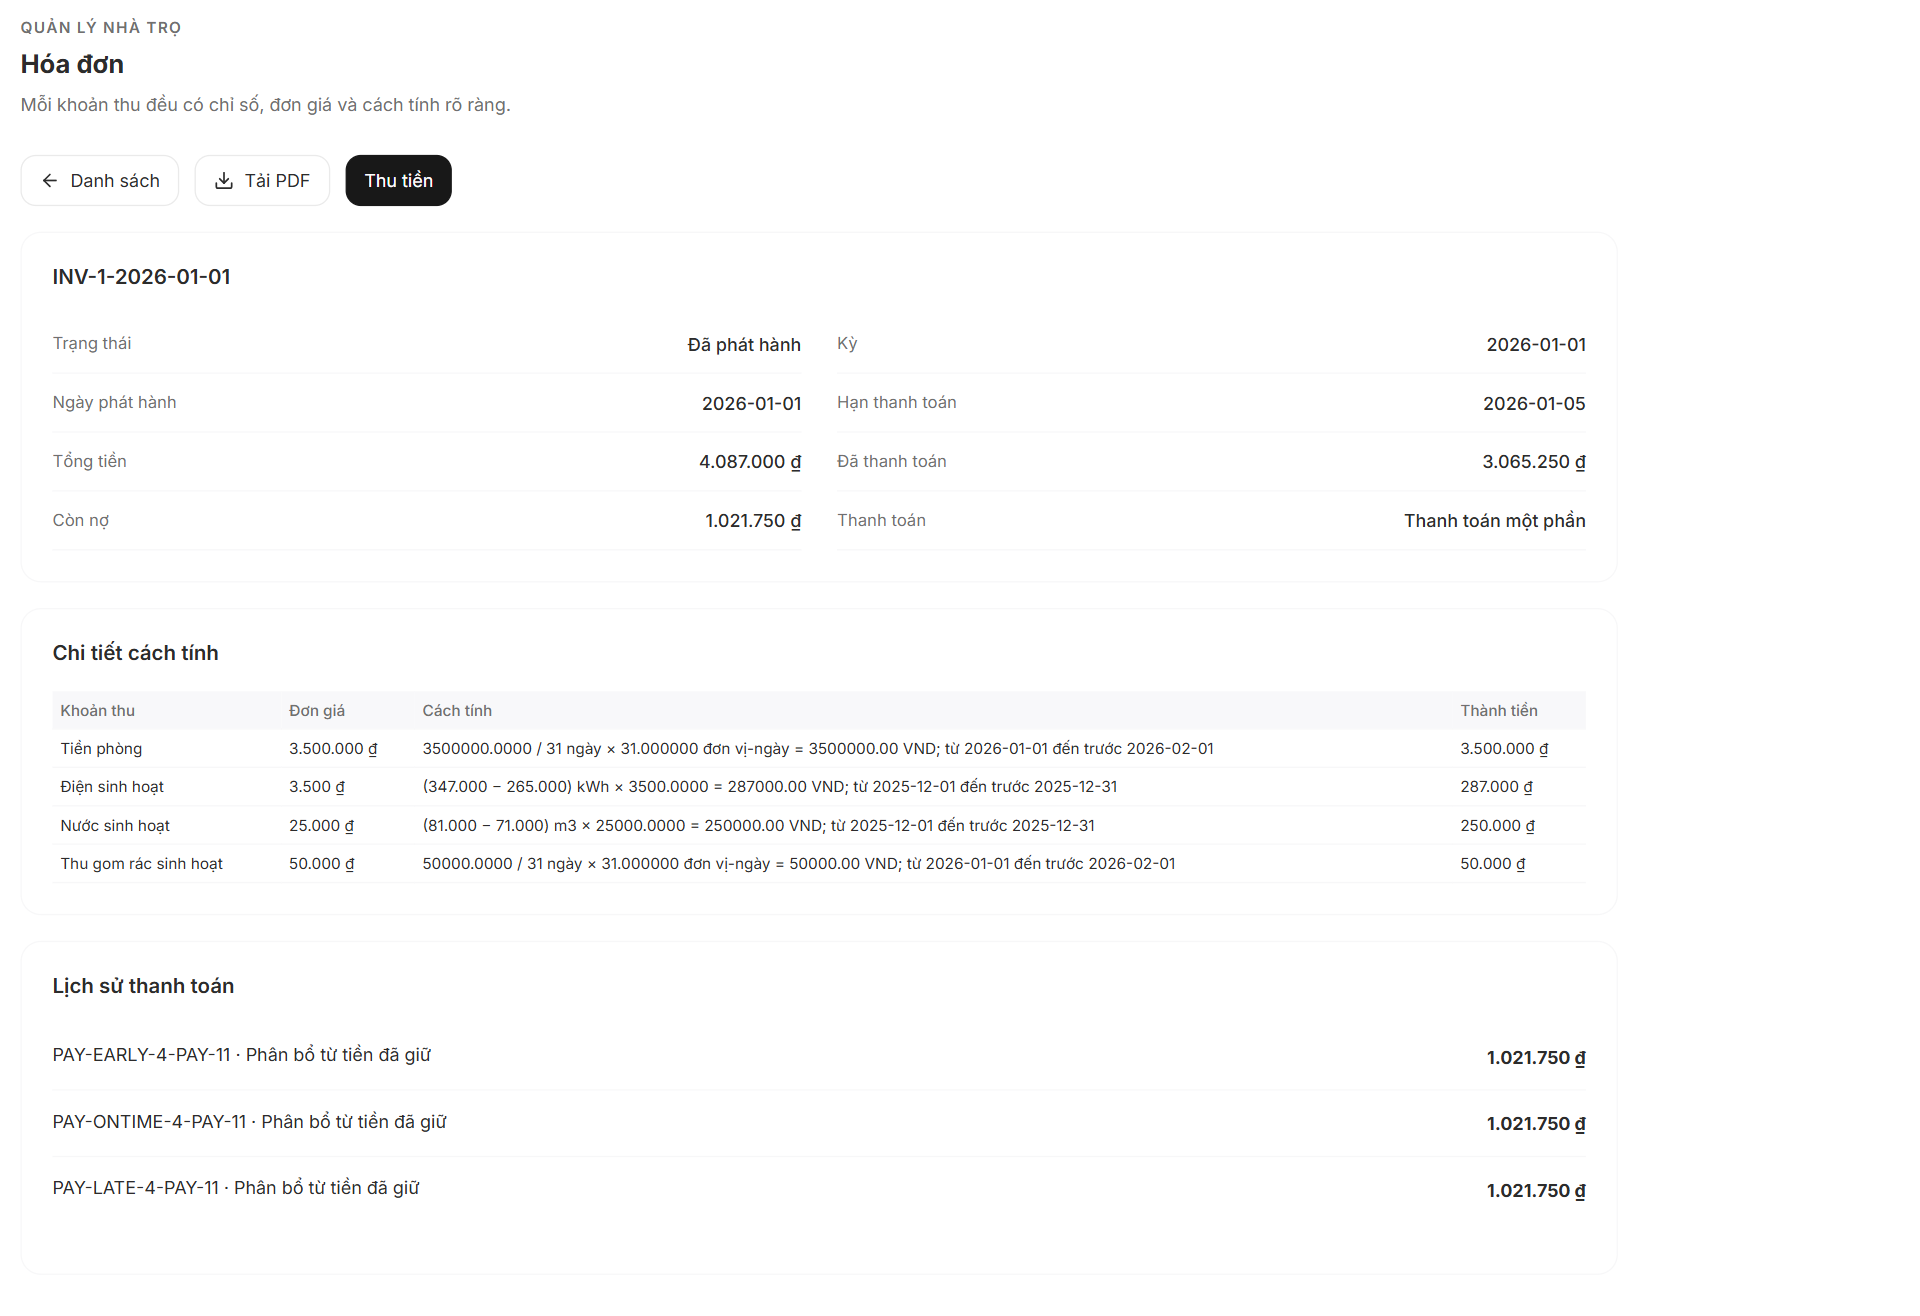 QUẢN LÝ NHÀ TRỌ
Hóa đơn
Mỗi khoản thu đều có chỉ số, đơn giá và cách tính rõ ràng.
Danh sách Tải PDF Thu tiền
INV-1-2026-01-01
Trạng thái Đã phát hành Kỳ 2026-01-01
Ngày phát hành 2026-01-01 Hạn thanh toán 2026-01-05
Tổng tiền 4.087.000 ₫ Đã thanh toán 3.065.250 ₫
Còn nợ 1.021.750 ₫ Thanh toán Thanh toán một phần
Chi tiết cách tính
Khoản thu Đơn giá Cách tính Thành tiền
Tiền phòng 3.500.000 ₫ 3500000.0000 / 31 ngày × 31.000000 đơn vị-ngày = 3500000.00 VND; từ 2026-01-01 đến trước 2026-02-01 3.500.000 ₫
Điện sinh hoạt 3.500 ₫ (347.000 − 265.000) kWh × 3500.0000 = 287000.00 VND; từ 2025-12-01 đến trước 2025-12-31 287.000 ₫
Nước sinh hoạt 25.000 ₫ (81.000 − 71.000) m3 × 25000.0000 = 250000.00 VND; từ 2025-12-01 đến trước 2025-12-31 250.000 ₫
Thu gom rác sinh hoạt 50.000 ₫ 50000.0000 / 31 ngày × 31.000000 đơn vị-ngày = 50000.00 VND; từ 2026-01-01 đến trước 2026-02-01 50.000 ₫
Lịch sử thanh toán
PAY-EARLY-4-PAY-11 · Phân bổ từ tiền đã giữ 1.021.750 ₫
PAY-ONTIME-4-PAY-11 · Phân bổ từ tiền đã giữ 1.021.750 ₫
PAY-LATE-4-PAY-11 · Phân bổ từ tiền đã giữ 1.021.750 ₫